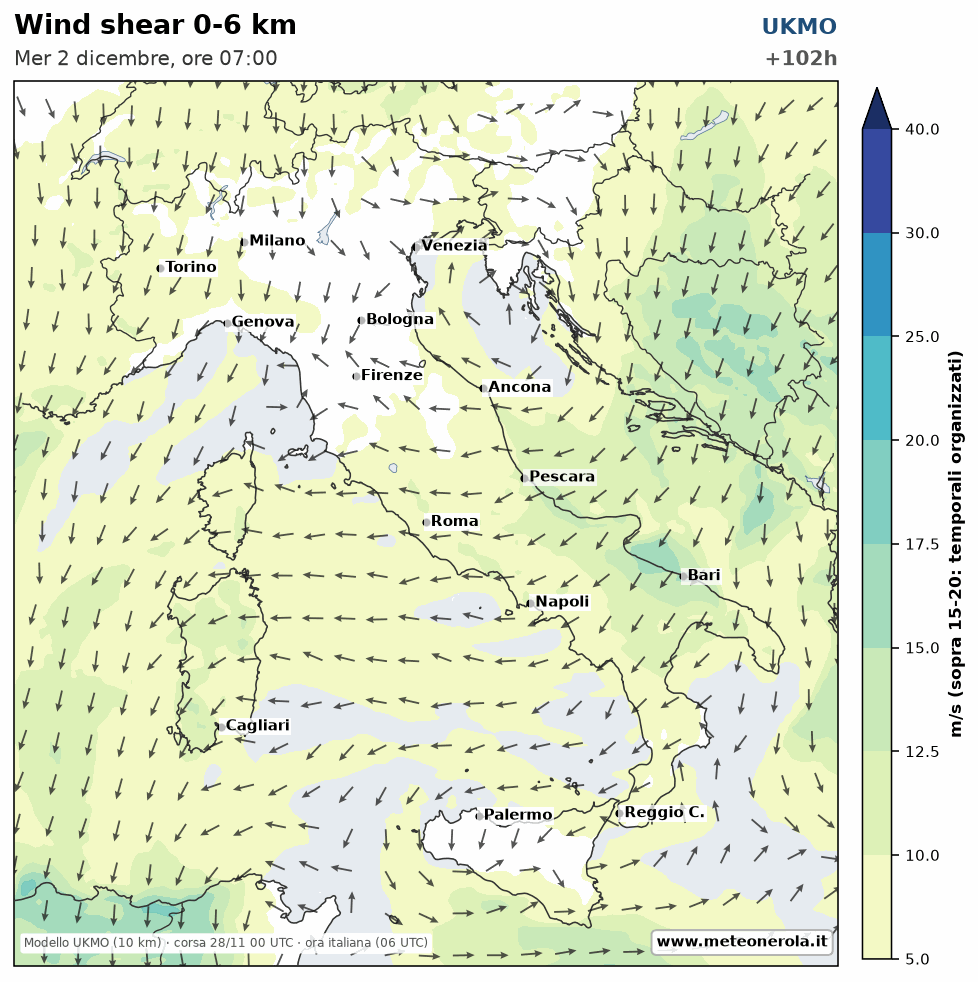 Wind shear 0-6 km
UKMO
Mer 2 dicembre, ore 07:00
+102h
40.0
30.0
25.0
20.0
17.5
15.0
12.5
10.0
5.0
m/s (sopra 15-20: temporali organizzati)
Milano
Venezia
Torino
Genova
Bologna
Firenze
Ancona
Pescara
Roma
Bari
Napoli
Cagliari
Palermo
Reggio C.
Modello UKMO (10 km) · corsa 28/11 00 UTC · ora italiana (06 UTC)
www.meteonerola.it